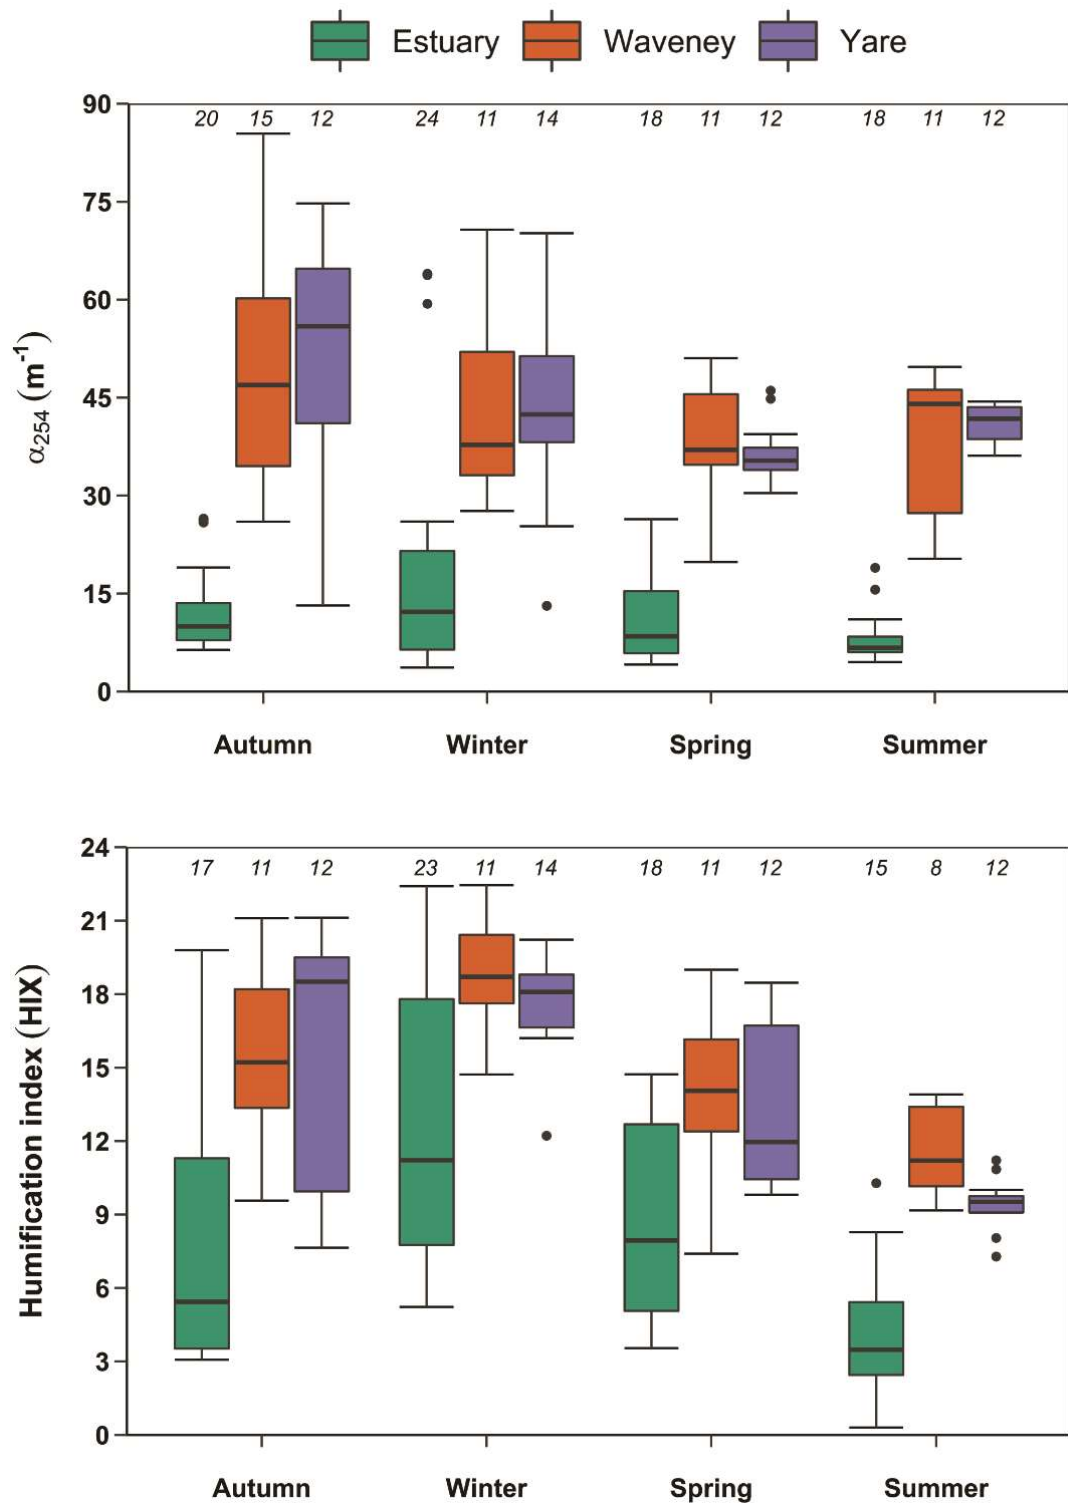 Estuary Waveney Yare
90
20 15 12 24 11 14 18 11 12 18 11 12
75
60
45
30
15
0
α254 (m-1)
Autumn Winter Spring Summer
24
17 11 12 23 11 14 18 11 12 15 8 12
21
18
15
12
9
6
3
0
Humification index (HIX)
Autumn Winter Spring Summer